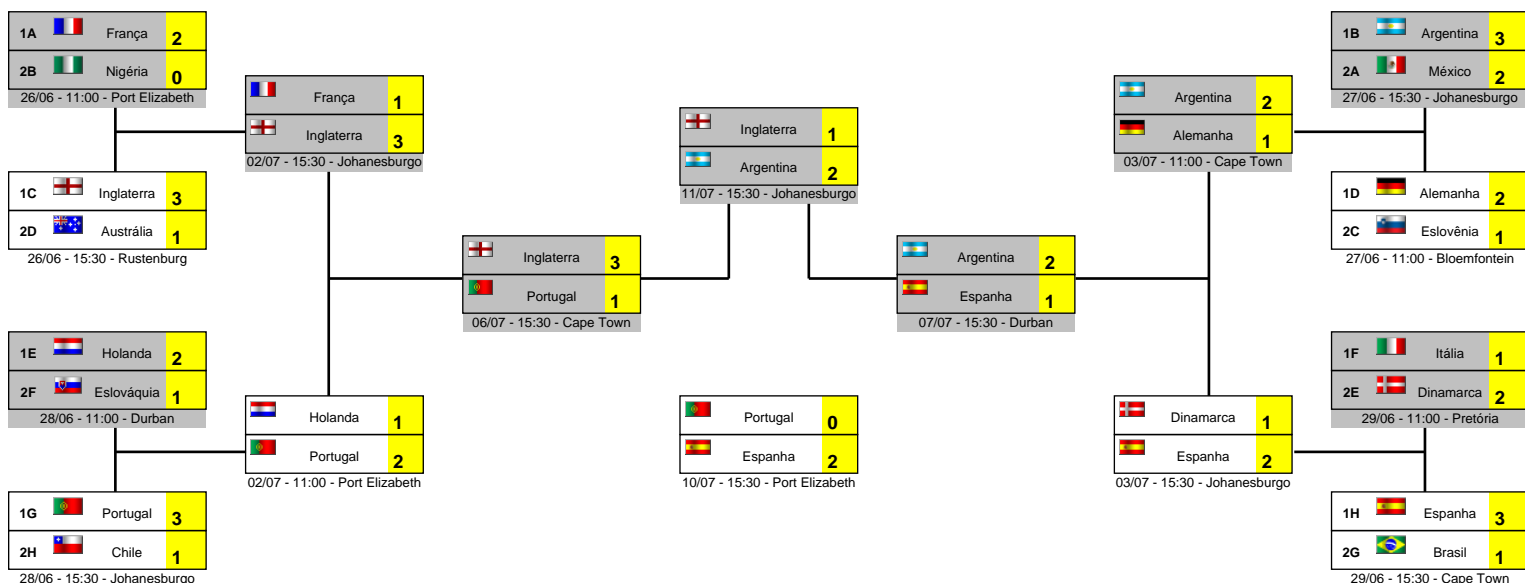 1A França 2
2B Nigéria 0
26/06 - 11:00 - Port Elizabeth
1C Inglaterra 3
2D Austrália 1
26/06 - 15:30 - Rustenburg
1E Holanda 2
2F Eslováquia 1
28/06 - 11:00 - Durban
1G Portugal 3
2H Chile 1
28/06 - 15:30 - Johanesburgo
França 1
Inglaterra 3
02/07 - 15:30 - Johanesburgo
Holanda 1
Portugal 2
02/07 - 11:00 - Port Elizabeth
Inglaterra 3
Portugal 1
06/07 - 15:30 - Cape Town
Inglaterra 1
Argentina 2
11/07 - 15:30 - Johanesburgo
Portugal 0
Espanha 2
10/07 - 15:30 - Port Elizabeth
Argentina 2
Espanha 1
07/07 - 15:30 - Durban
Argentina 2
Alemanha 1
03/07 - 11:00 - Cape Town
Dinamarca 1
Espanha 2
03/07 - 15:30 - Johanesburgo
1B Argentina 3
2A México 2
27/06 - 15:30 - Johanesburgo
1D Alemanha 2
2C Eslovênia 1
27/06 - 11:00 - Bloemfontein
1F Itália 1
2E Dinamarca 2
29/06 - 11:00 - Pretória
1H Espanha 3
2G Brasil 1
29/06 - 15:30 - Cape Town